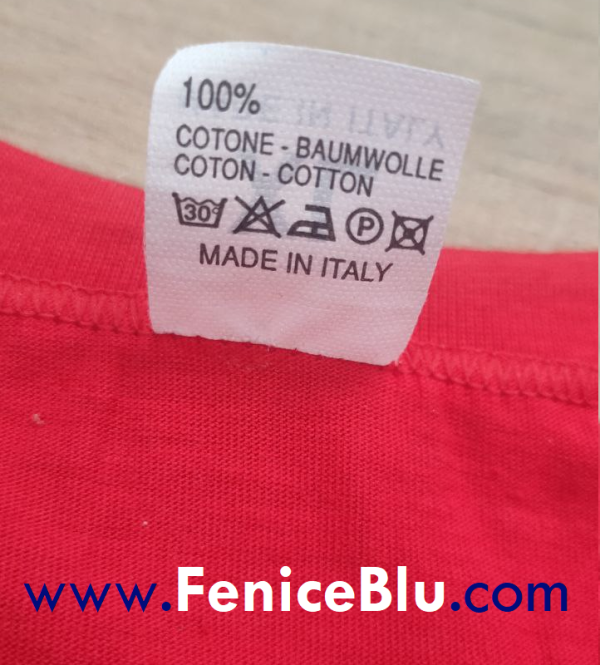 100%
COTONE - BAUMWOLLE
COTON - COTTON
30°
P
MADE IN ITALY
www.FeniceBlu.com